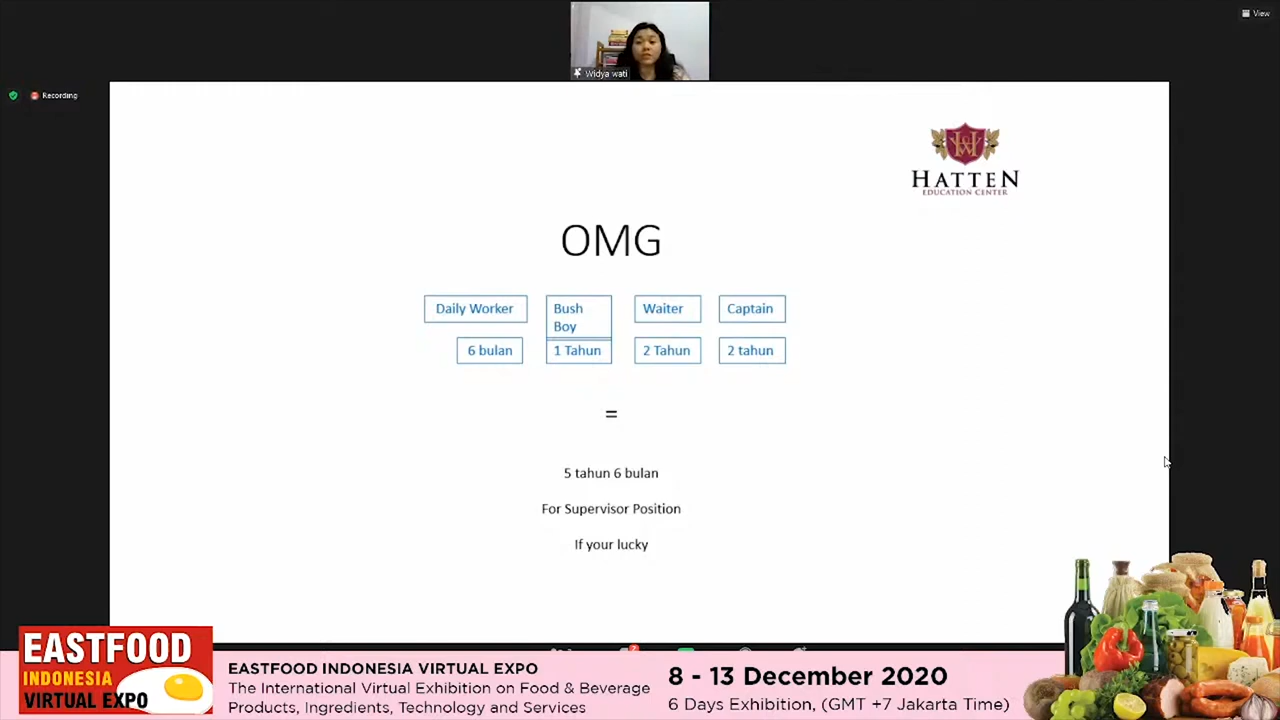 View
Widya wati
Recording
HATTEN
EDUCATION CENTER
OMG
Daily Worker
Bush
Boy
Waiter
Captain
6 bulan
1 Tahun
2 Tahun
2 tahun
=
5 tahun 6 bulan
For Supervisor Position
If your lucky
EASTFOOD
INDONESIA
VIRTUAL EXPO
EASTFOOD INDONESIA VIRTUAL EXPO
The International Virtual Exhibition on Food & Beverage
Products, Ingredients, Technology and Services
8 - 13 December 2020
6 Days Exhibition, (GMT +7 Jakarta Time)